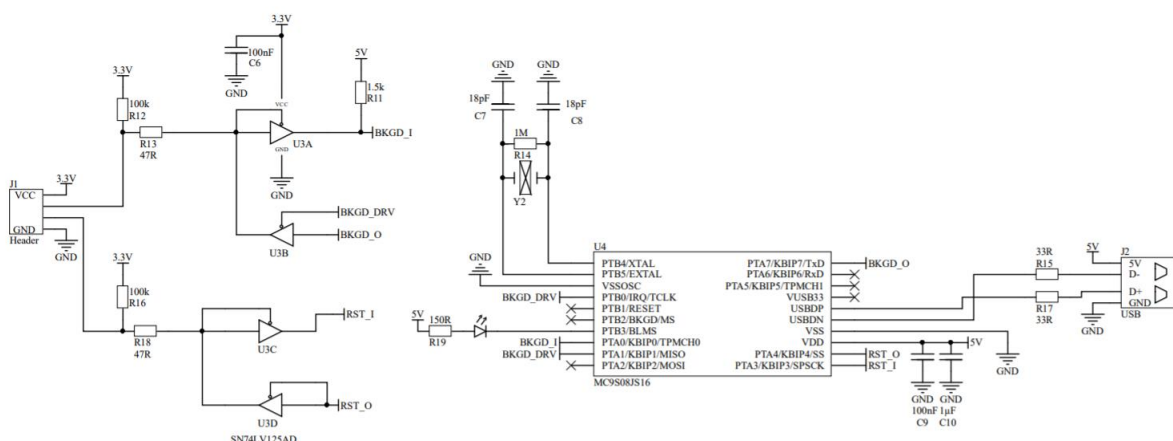 3.3V
100nF
C6
GND
5V
1.5k
R11
VCC
U3A
BKGD_I
GND
GND
3.3V
100k
R12
R13
47R
J1
VCC
3.3V
GND
Header
GND
BKGD_DRV
BKGD_O
U3B
3.3V
100k
R16
R18
47R
U3C
RST_I
U3D
RST_O
SN74LV125AD
GND
GND
18pF
C7
18pF
C8
1M
R14
Y2
GND
BKGD_DRV
5V
150R
R19
BKGD_I
BKGD_DRV
U4
PTB4/XTAL
PTB5/EXTAL
VSSOSC
PTB0/IRQ/TCLK
PTB1/RESET
PTB2/BKGD/MS
PTB3/BLMS
PTA0/KBIP0/TPMCH0
PTA1/KBIP1/MISO
PTA2/KBIP2/MOSI
MC9S08JS16
PTA7/KBIP7/TxD
PTA6/KBIP6/RxD
PTA5/KBIP5/TPMCH1
VUSB33
USBDP
USBDN
VSS
VDD
PTA4/KBIP4/SS
PTA3/KBIP3/SPSCK
BKGD_O
5V
RST_O
RST_I
GND
100nF
C9
GND
1µF
C10
GND
33R
R15
R17
33R
5V
GND
J2
5V
D-
D+
GND
USB